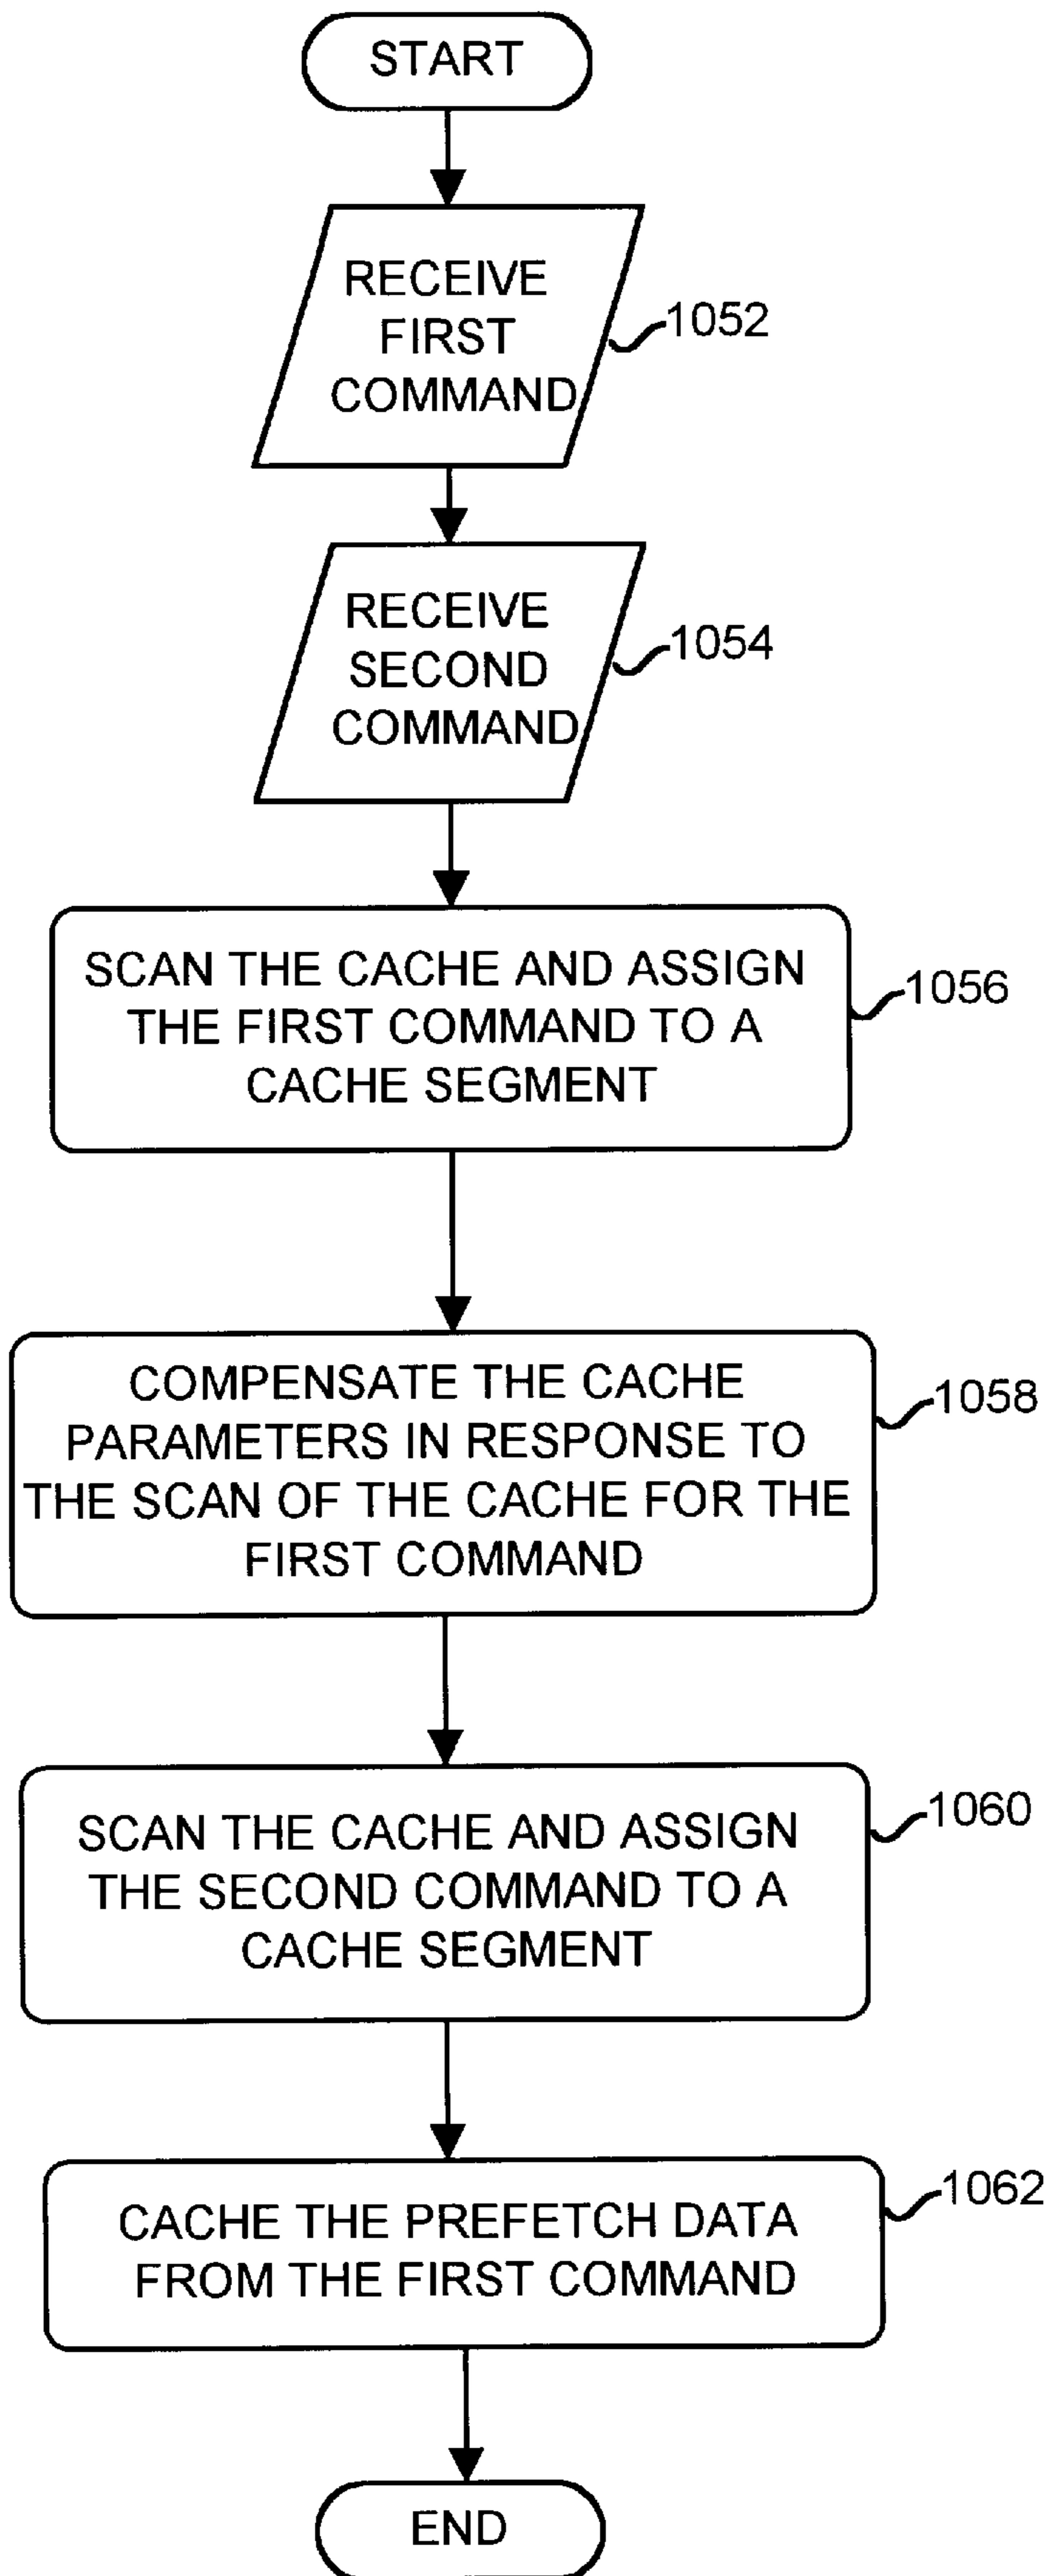 START
RECEIVE
FIRST
COMMAND
1052
RECEIVE
SECOND
COMMAND
1054
SCAN THE CACHE AND ASSIGN
THE FIRST COMMAND TO A
CACHE SEGMENT
1056
COMPENSATE THE CACHE
PARAMETERS IN RESPONSE TO
THE SCAN OF THE CACHE FOR THE
FIRST COMMAND
1058
SCAN THE CACHE AND ASSIGN
THE SECOND COMMAND TO A
CACHE SEGMENT
1060
CACHE THE PREFETCH DATA
FROM THE FIRST COMMAND
1062
END